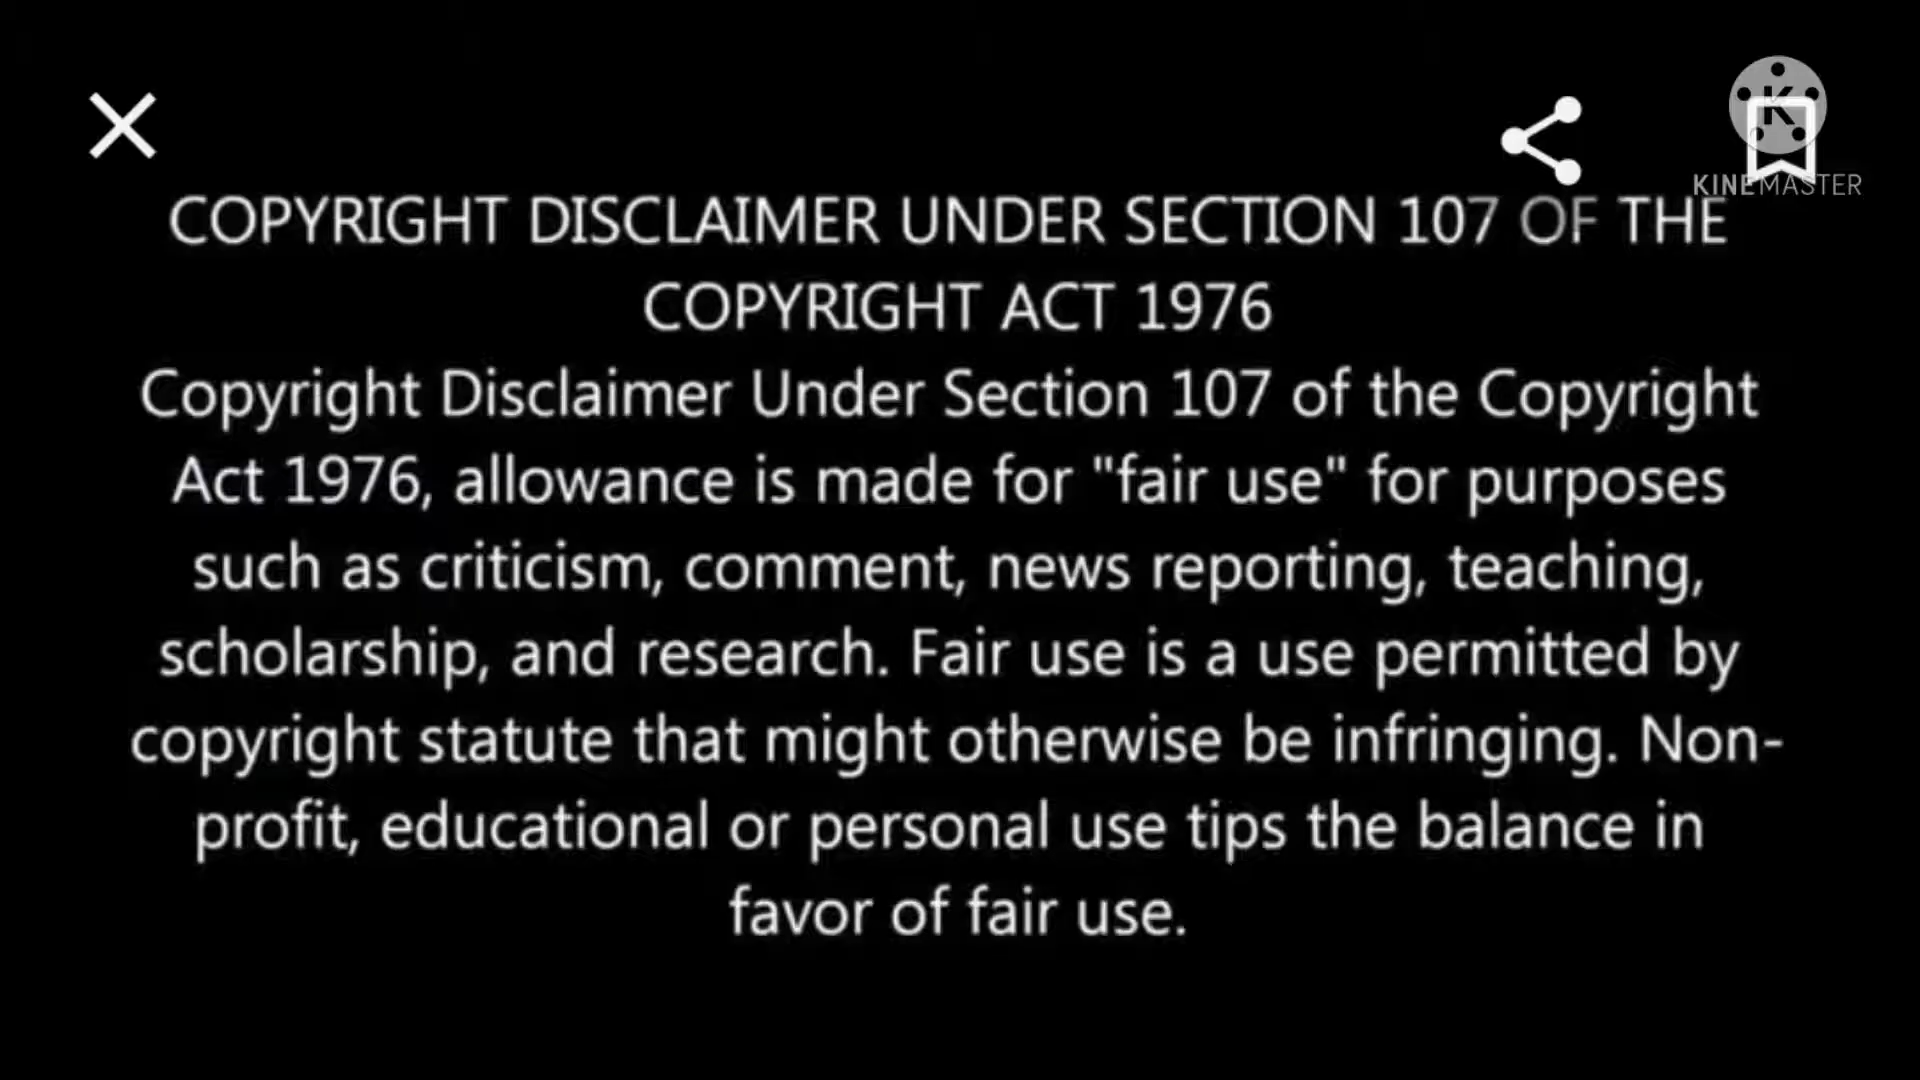 KINEMASTER
COPYRIGHT DISCLAIMER UNDER SECTION 107 OF THE
COPYRIGHT ACT 1976
Copyright Disclaimer Under Section 107 of the Copyright
Act 1976, allowance is made for "fair use" for purposes
such as criticism, comment, news reporting, teaching,
scholarship, and research. Fair use is a use permitted by
copyright statute that might otherwise be infringing. Non-
profit, educational or personal use tips the balance in
favor of fair use.